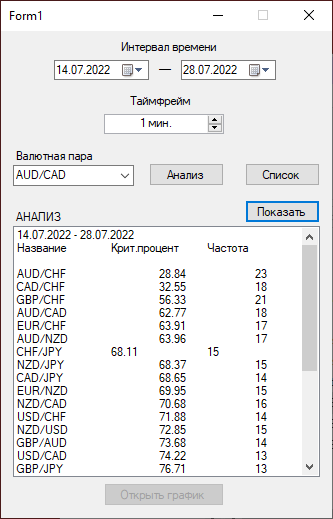 Form1
Интервал времени
14.07.2022 — 28.07.2022
Таймфрейм
1 мин.
Валютная пара
AUD/CAD Анализ Список
Показать
АНАЛИЗ
14.07.2022 - 28.07.2022
Название Крит.процент Частота
AUD/CHF 28.84 23
CAD/CHF 32.55 18
GBP/CHF 56.33 21
AUD/CAD 62.77 18
EUR/CHF 63.91 17
AUD/NZD 63.96 17
CHF/JPY 68.11 15
NZD/JPY 68.37 15
CAD/JPY 68.65 14
EUR/NZD 69.95 15
NZD/CAD 70.68 16
USD/CHF 71.88 14
NZD/USD 72.85 15
GBP/AUD 73.68 14
USD/CAD 74.22 13
GBP/JPY 76.71 13
Открыть график